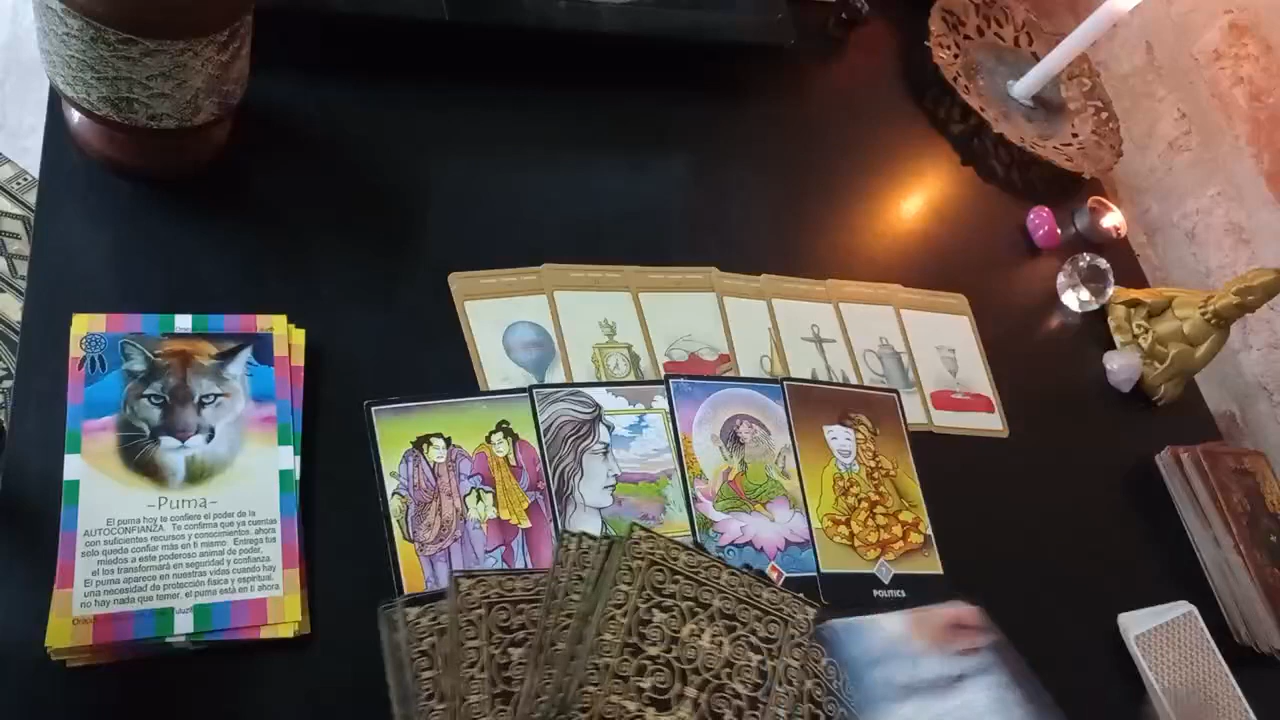 -Puma-
El puma hoy te confiere el poder de la
AUTOCONFIANZA. Te confirma que ya cuentas
con suficientes recursos y conocimientos, ahora
solo queda confiar más en ti mismo. Entrega tus
miedos a este poderoso animal de poder,
el los transformará en seguridad y confianza.
El puma aparece en nuestras vidas cuando hay
una necesidad de protección física y espiritual,
no hay nada que temer, el puma está en ti ahora
POLITICS